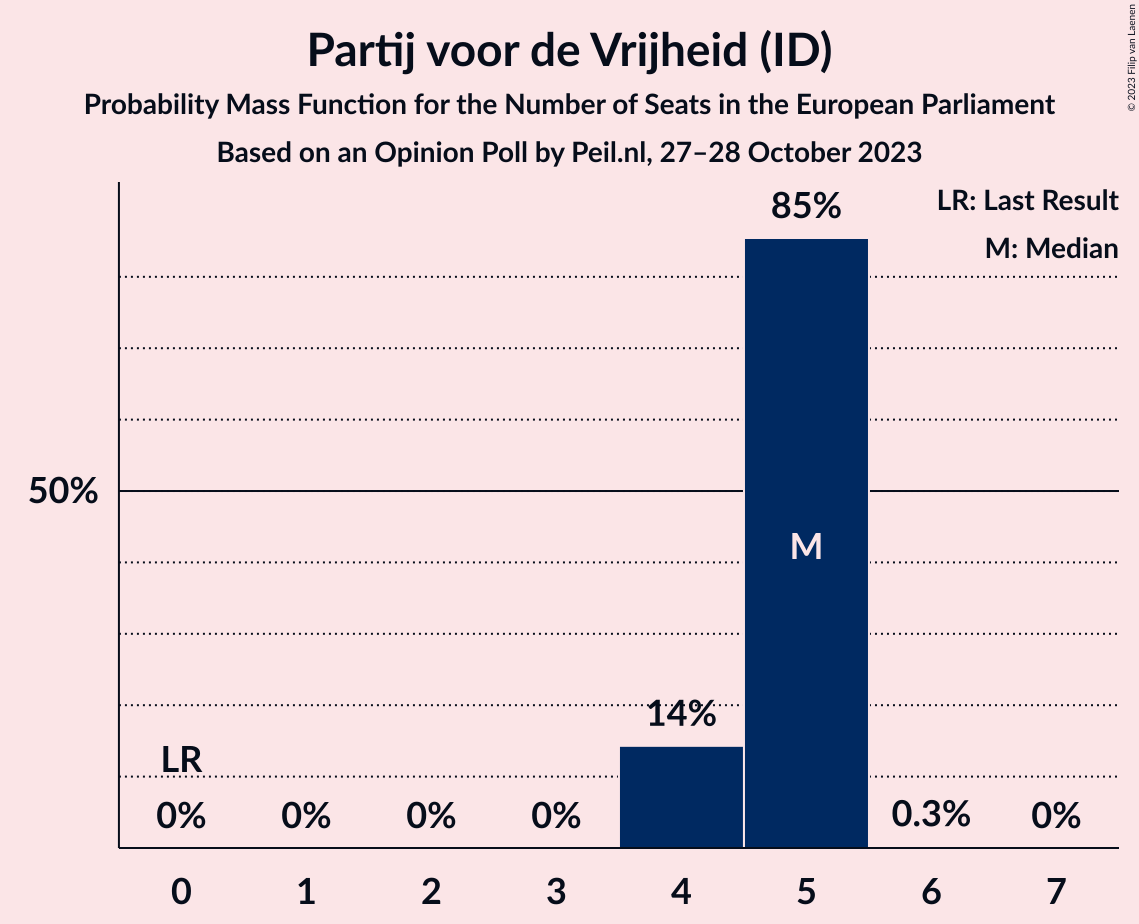 Partij voor de Vrijheid (ID)
Probability Mass Function for the Number of Seats in the European Parliament
Based on an Opinion Poll by Peil.nl, 27–28 October 2023
© 2023 Filip van Laenen
LR: Last Result
M: Median
85%
50%
M
14%
LR
0% 0% 0% 0% 0.3% 0%
0 1 2 3 4 5 6 7